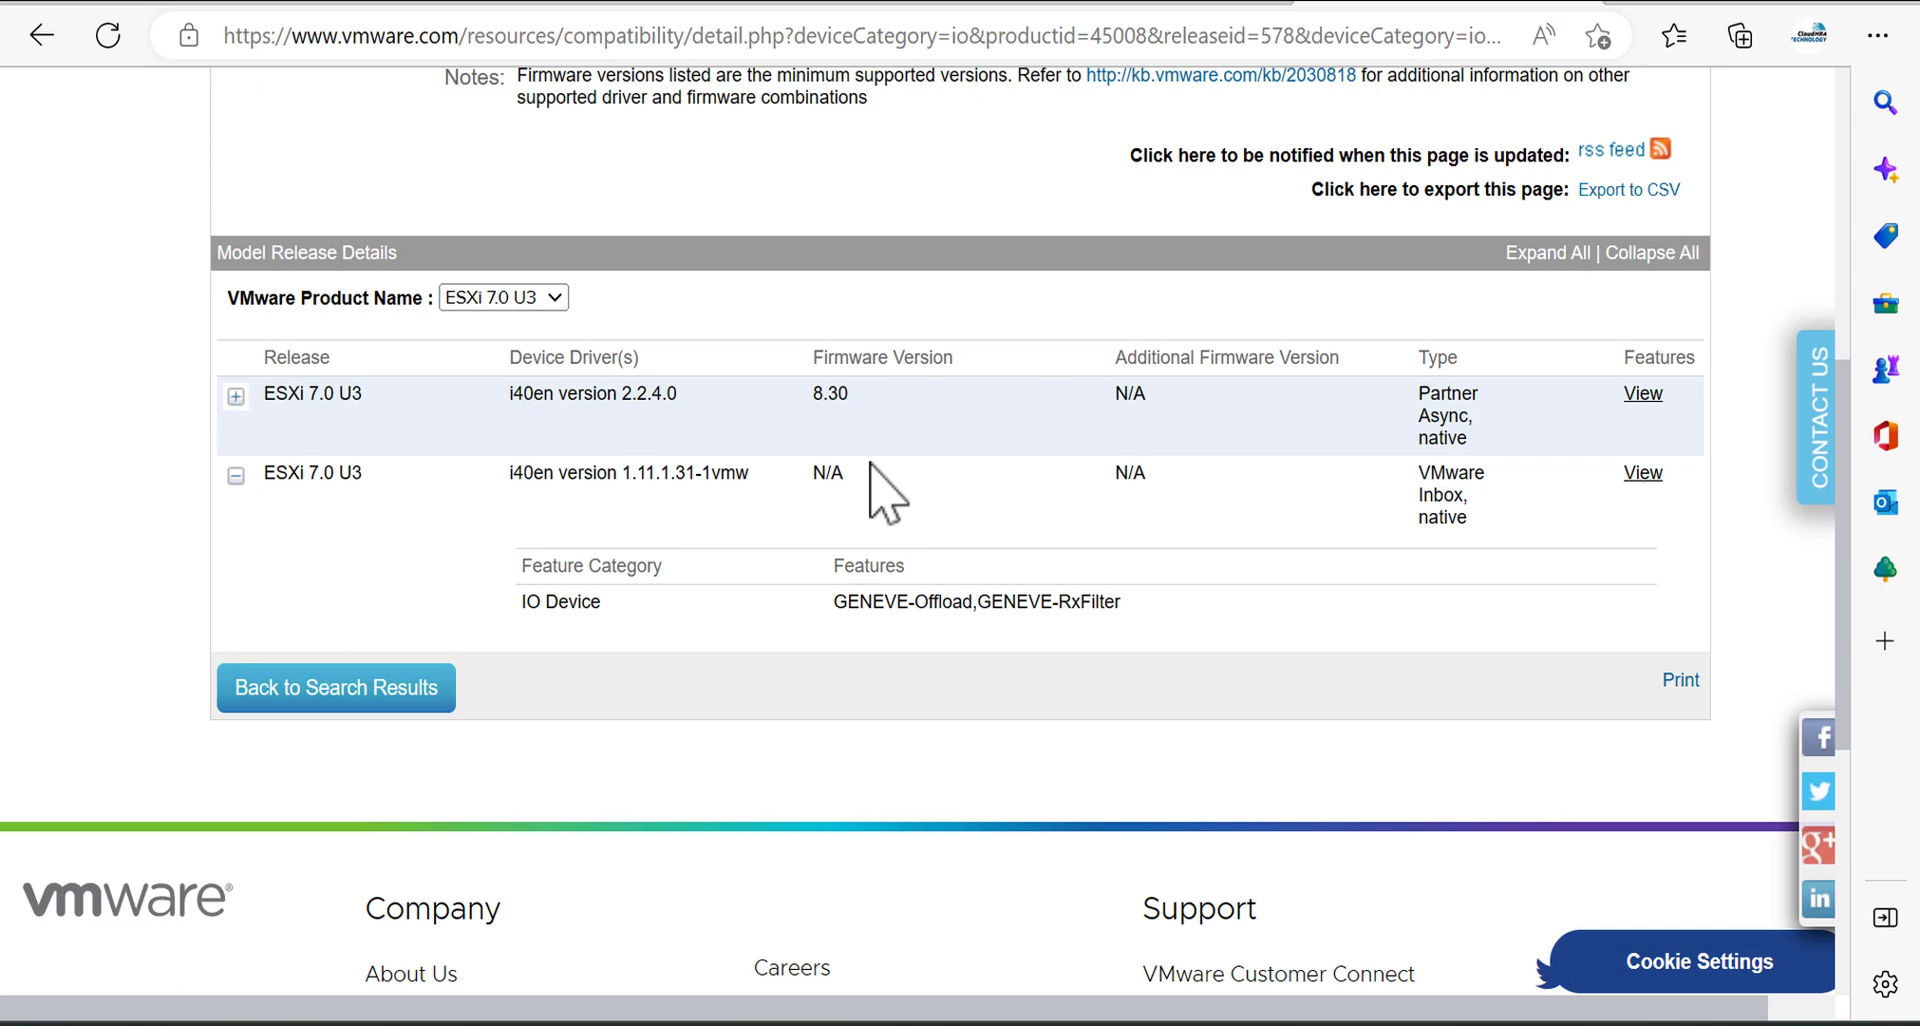 https://www.vmware.com/resources/compatibility/detail.php?deviceCategory=io&productid=45008&releaseid=578&deviceCategory=io...
Notes: Firmware versions listed are the minimum supported versions. Refer to http://kb.vmware.com/kb/2030818 for additional information on other
supported driver and firmware combinations
Click here to be notified when this page is updated: rss feed
Click here to export this page: Export to CSV
Model Release Details Expand All | Collapse All
VMware Product Name : ESXi 7.0 U3
Release Device Driver(s) Firmware Version Additional Firmware Version Type Features
ESXi 7.0 U3 i40en version 2.2.4.0 8.30 N/A Partner View
Async,
native
ESXi 7.0 U3 i40en version 1.11.1.31-1vmw N/A N/A VMware View
Inbox,
native
Feature Category Features
IO Device GENEVE-Offload,GENEVE-RxFilter
Back to Search Results Print
CONTACT US
vmware®
Company Support
About Us Careers VMware Customer Connect
Cookie Settings